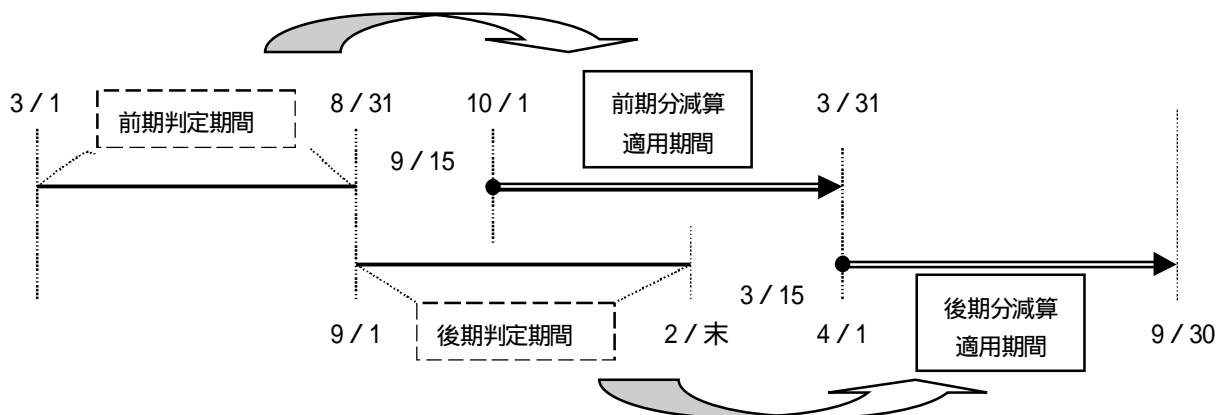 3/1
前期判定期間
8/31
9/15
10/1
前期分減算
適用期間
3/31
9/1
後期判定期間
2/末
3/15
4/1
後期分減算
適用期間
9/30